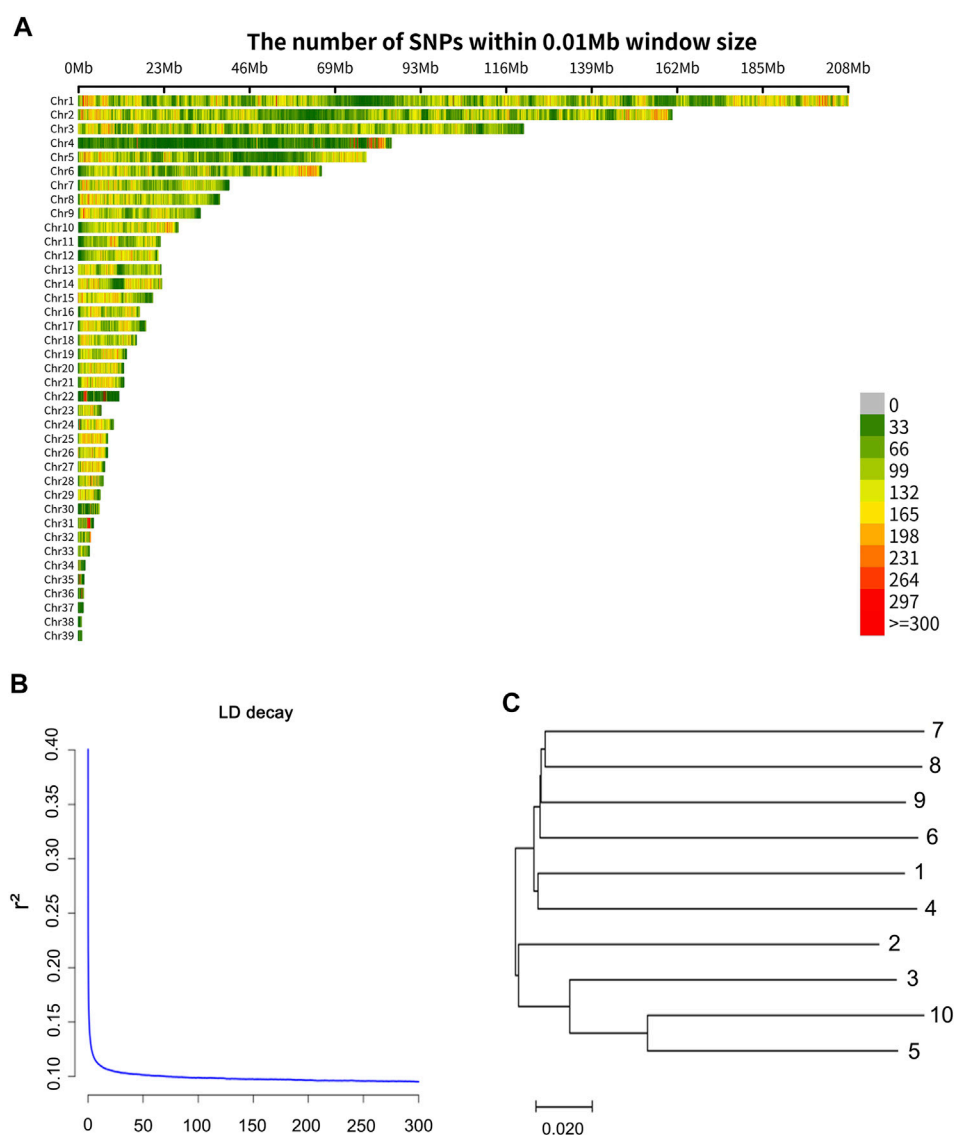 A
The number of SNPs within 0.01Mb window size
0Mb 23Mb 46Mb 69Mb 93Mb 116Mb 139Mb 162Mb 185Mb 208Mb
Chr1
Chr2
Chr3
Chr4
Chr5
Chr6
Chr7
Chr8
Chr9
Chr10
Chr11
Chr12
Chr13
Chr14
Chr15
Chr16
Chr17
Chr18
Chr19
Chr20
Chr21
Chr22
Chr23
Chr24
Chr25
Chr26
Chr27
Chr28
Chr29
Chr30
Chr31
Chr32
Chr33
Chr34
Chr35
Chr36
Chr37
Chr38
Chr39
0
33
66
99
132
165
198
231
264
297
>=300
B
LD decay
r²
0.40
0.35
0.30
0.25
0.20
0.15
0.10
0 50 100 150 200 250 300
C
7
8
9
6
1
4
2
3
10
5
0.020